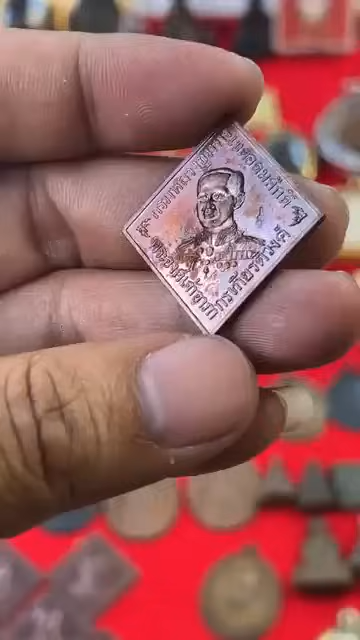 กรมหลวงชุมพรเขตอุดมศักดิ์
พระองค์เจ้าอาภากรเกียรติวงศ์